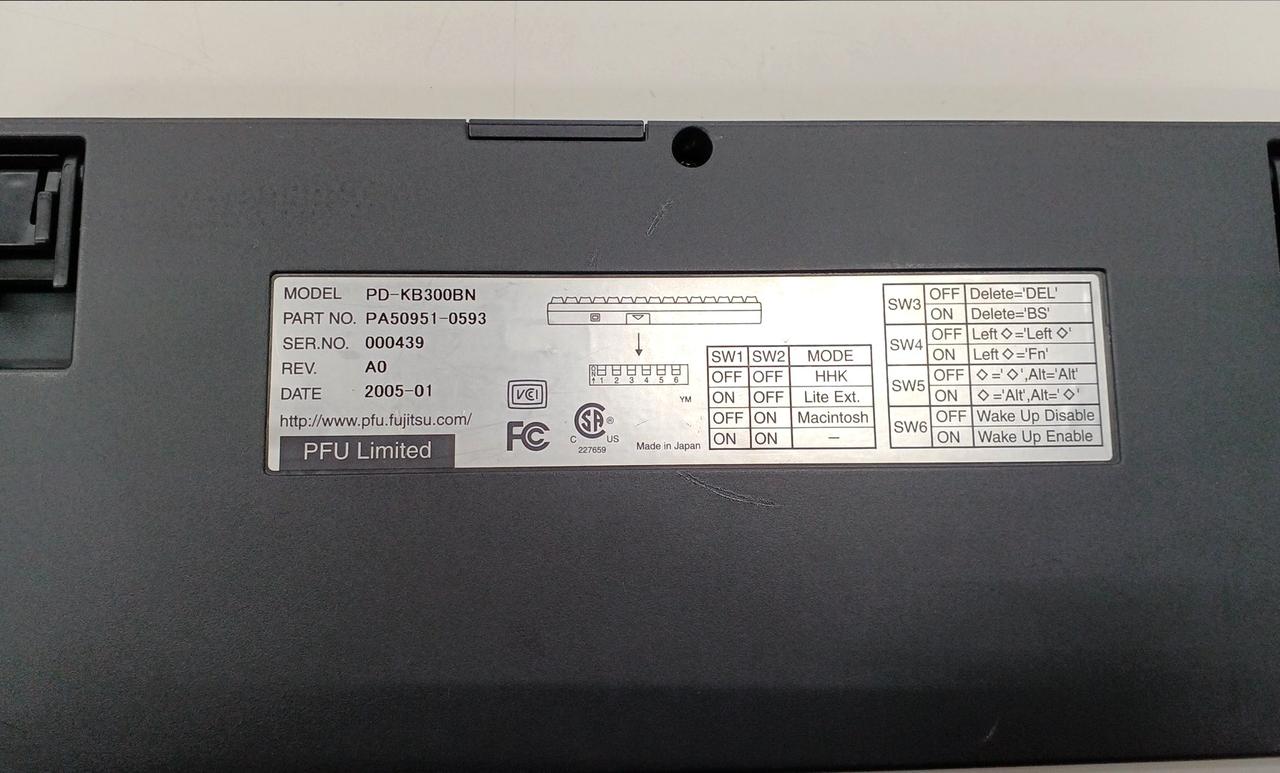 MODEL PD-KB300BN
PART NO. PA50951-0593
SER.NO. 000439
REV. A0
DATE 2005-01
http://www.pfu.fujitsu.com/
PFU Limited
VCI
FC
ON
1 2 3 4 5 6
YM
SA®
C US
227659
Made in Japan
SW1 SW2 MODE
OFF OFF HHK
ON OFF Lite Ext.
OFF ON Macintosh
ON ON —
SW3 OFF Delete='DEL'
ON Delete='BS'
SW4 OFF Left ◇='Left ◇'
ON Left ◇='Fn'
SW5 OFF ◇='◇',Alt='Alt'
ON ◇='Alt',Alt='◇'
SW6 OFF Wake Up Disable
ON Wake Up Enable